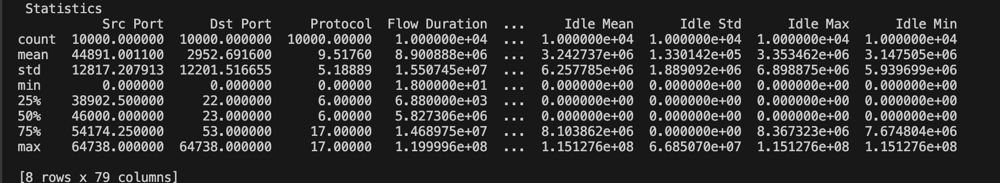 Statistics
Src Port Dst Port Protocol Flow Duration ... Idle Mean Idle Std Idle Max Idle Min
count 10000.000000 10000.000000 10000.00000 1.000000e+04 ... 1.000000e+04 1.000000e+04 1.000000e+04 1.000000e+04
mean 44891.001100 2952.691600 9.51760 8.900888e+06 ... 3.242737e+06 1.330142e+05 3.353462e+06 3.147505e+06
std 12817.207913 12201.516655 5.18889 1.550745e+07 ... 6.257785e+06 1.889092e+06 6.898875e+06 5.939699e+06
min 0.000000 0.000000 0.00000 1.800000e+01 ... 0.000000e+00 0.000000e+00 0.000000e+00 0.000000e+00
25% 38902.500000 22.000000 6.00000 6.880000e+03 ... 0.000000e+00 0.000000e+00 0.000000e+00 0.000000e+00
50% 46000.000000 23.000000 6.00000 5.827306e+06 ... 0.000000e+00 0.000000e+00 0.000000e+00 0.000000e+00
75% 54174.250000 53.000000 17.00000 1.468975e+07 ... 8.103862e+06 0.000000e+00 8.367323e+06 7.674804e+06
max 64738.000000 64738.000000 17.00000 1.199996e+08 ... 1.151276e+08 6.685070e+07 1.151276e+08 1.151276e+08
[8 rows x 79 columns]